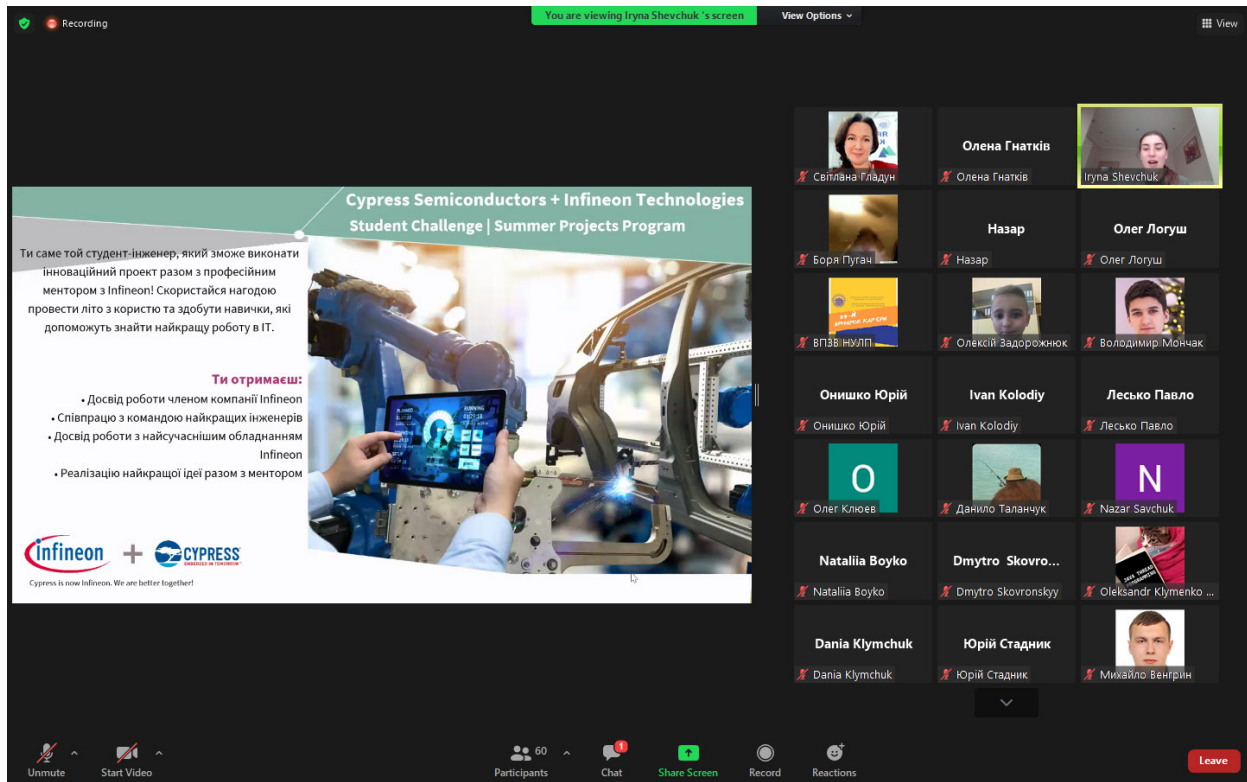 Recording
You are viewing Iryna Shevchuk 's screen
View Options
View
Cypress Semiconductors + Infineon Technologies
Student Challenge | Summer Projects Program
Ти саме той студент-інженер, який зможе виконати
інноваційний проект разом з професійним
ментором з Infineon! Скористайся нагодою
провести літо з користю та здобути навички, які
допоможуть знайти найкращу роботу в ІТ.
Ти отримаєш:
• Досвід роботи членом компанії Infineon
• Співпрацю з командою найкращих інженерів
• Досвід роботи з найсучаснішим обладнанням
Infineon
• Реалізацію найкращої ідеї разом з ментором
infineon + CYPRESS
EMBEDDED IN TOMORROW
Cypress is now Infineon. We are better together!
Світлана Гладун
Олена Гнатків
Олена Гнатків
Iryna Shevchuk
Боря Пугач
Назар
Назар
Олег Логуш
Олег Логуш
ВПЗВ НУЛП
Олексій Задорожнюк
Володимир Мончак
Онишко Юрій
Онишко Юрій
Ivan Kolodiy
Ivan Kolodiy
Лесько Павло
Лесько Павло
О
Олег Клюев
Данило Таланчук
N
Nazar Savchuk
Nataliia Boyko
Nataliia Boyko
Dmytro Skovro...
Dmytro Skovronskyy
JAVA THREAD
PROGRAMMING
Oleksandr Klymenko ...
Dania Klymchuk
Dania Klymchuk
Юрій Стадник
Юрій Стадник
Михайло Венгрин
Unmute
Start Video
60
Participants
1
Chat
Share Screen
Record
Reactions
Leave